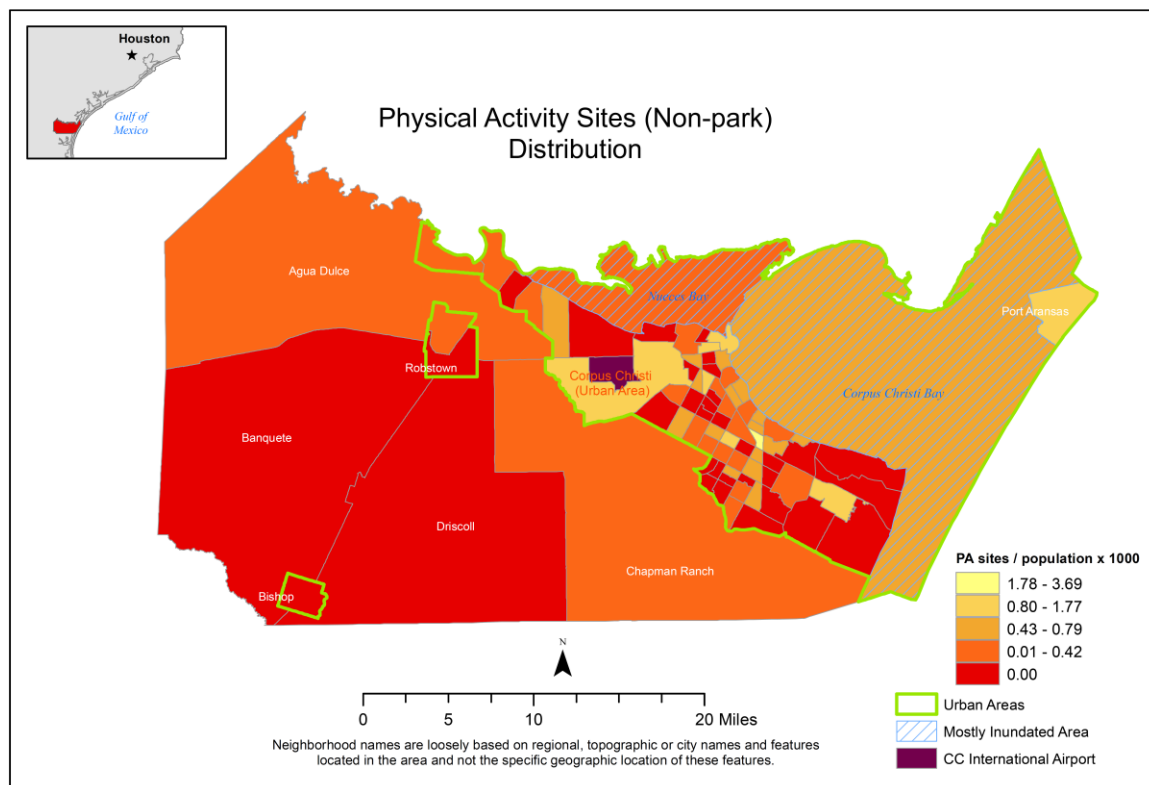 Houston
Gulf of
Mexico
Physical Activity Sites (Non-park)
Distribution
Agua Dulce
Nueces Bay
Port Aransas
Robstown
Corpus Christi
(Urban Area)
Corpus Christi Bay
Banquete
Driscoll
Chapman Ranch
Bishop
PA sites / population x 1000
1.78 - 3.69
0.80 - 1.77
0.43 - 0.79
0.01 - 0.42
0.00
N
0 5 10 20 Miles
Urban Areas
Mostly Inundated Area
CC International Airport
Neighborhood names are loosely based on regional, topographic or city names and features
located in the area and not the specific geographic location of these features.